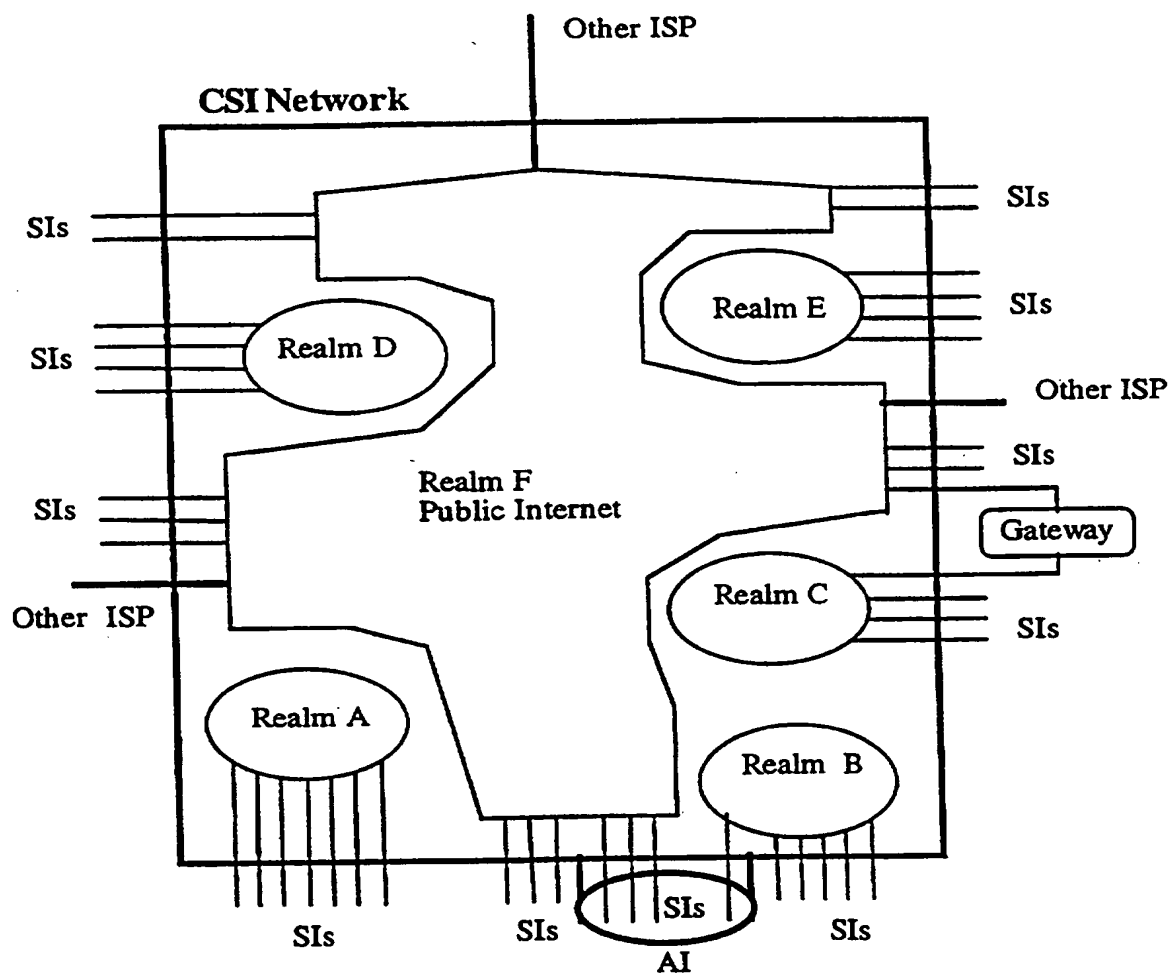 Other ISP
CSI Network
SIs
SIs
Realm E
SIs
Realm D
SIs
Other ISP
SIs
Realm F
Public Internet
SIs
Gateway
Realm C
Other ISP
SIs
Realm A
Realm B
SIs
SIs
SIs
SIs
AI